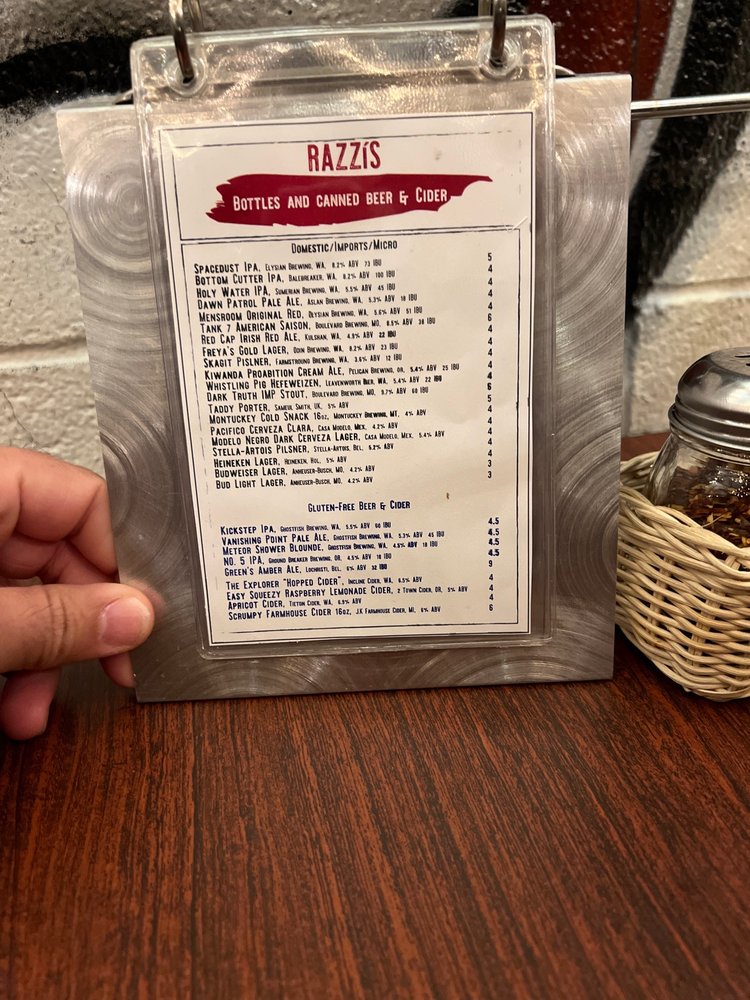 RAZZÍS
BOTTLES AND CANNED BEER & CIDER
DOMESTIC/IMPORTS/MICRO
SPACEDUST IPA, ELYSIAN BREWING, WA, 8.2% ABV 73 IBU 5
BOTTOM CUTTER IPA, BALEBREAKER, WA, 8.2% ABV 100 IBU 4
HOLY WATER IPA, SUMERIAN BREWING, WA, 5.5% ABV 45 IBU 4
DAWN PATROL PALE ALE, ASLAN BREWING, WA, 5.3% ABV 18 IBU 4
MENSROOM ORIGINAL RED, ELYSIAN BREWING, WA, 5.6% ABV 51 IBU 4
TANK 7 AMERICAN SAISON, BOULEVARD BREWING, MO, 8.5% ABV 38 IBU 6
RED CAP IRISH RED ALE, KULSHAN, WA, 4.9% ABV 22 IBU 4
FREYA'S GOLD LAGER, ODIN BREWING, WA, 8.2% ABV 23 IBU 4
SKAGIT PISLNER, FARMSTROUNG BREWING, WA, 3.6% ABV 12 IBU 4
KIWANDA PROABITION CREAM ALE, PELICAN BREWING, OR, 5.4% ABV 25 IBU 4
WHISTLING PIG HEFEWEIZEN, LEAVENWORTH BIER, WA, 5.4% ABV 22 IBU 4
DARK TRUTH IMP STOUT, BOULEVARD BREWING, MO, 9.7% ABV 60 IBU 6
TADDY PORTER, SAMEUL SMITH, UK, 5% ABV 5
MONTUCKEY COLD SNACK 16OZ, MONTUCKEY BREWING, MT, 4% ABV 4
PACIFICO CERVEZA CLARA, CASA MODELO, MEX, 4.2% ABV 4
MODELO NEGRO DARK CERVEZA LAGER, CASA MODELO, MEX, 5.4% ABV 4
STELLA-ARTOIS PILSNER, STELLA-ARTOIS, BEL, 5.2% ABV 4
HEINEKEN LAGER, HEINEKEN, HOL, 5% ABV 4
BUDWEISER LAGER, ANHEUSER-BUSCH, MO, 4.2% ABV 3
BUD LIGHT LAGER, ANHEUSER-BUSCH, MO, 4.2% ABV 3
GLUTEN-FREE BEER & CIDER
KICKSTEP IPA, GHOSTFISH BREWING, WA, 5.5% ABV 60 IBU 4.5
VANISHING POINT PALE ALE, GHOSTFISH BREWING, WA, 5.3% ABV 45 IBU 4.5
METEOR SHOWER BLOUNDE, GHOSTFISH BREWING, WA, 4.5% ABV 18 IBU 4.5
NO. 5 IPA, GROUND BREAKER BREWING, OR, 4.5% ABV 18 IBU 4.5
GREEN'S AMBER ALE, LOCHRISTI, BEL, 6% ABV 32 IBU 9
THE EXPLORER "HOPPED CIDER", INCLINE CIDER, WA, 6.5% ABV 4
EASY SQUEEZY RASPBERRY LEMONADE CIDER, 2 TOWN CIDER, OR, 5% ABV 4
APRICOT CIDER, TIETON CIDER, WA, 6.9% ABV 4
SCRUMPY FARMHOUSE CIDER 16OZ, J.K FARMHOUSE CIDER, MI, 6% ABV 6